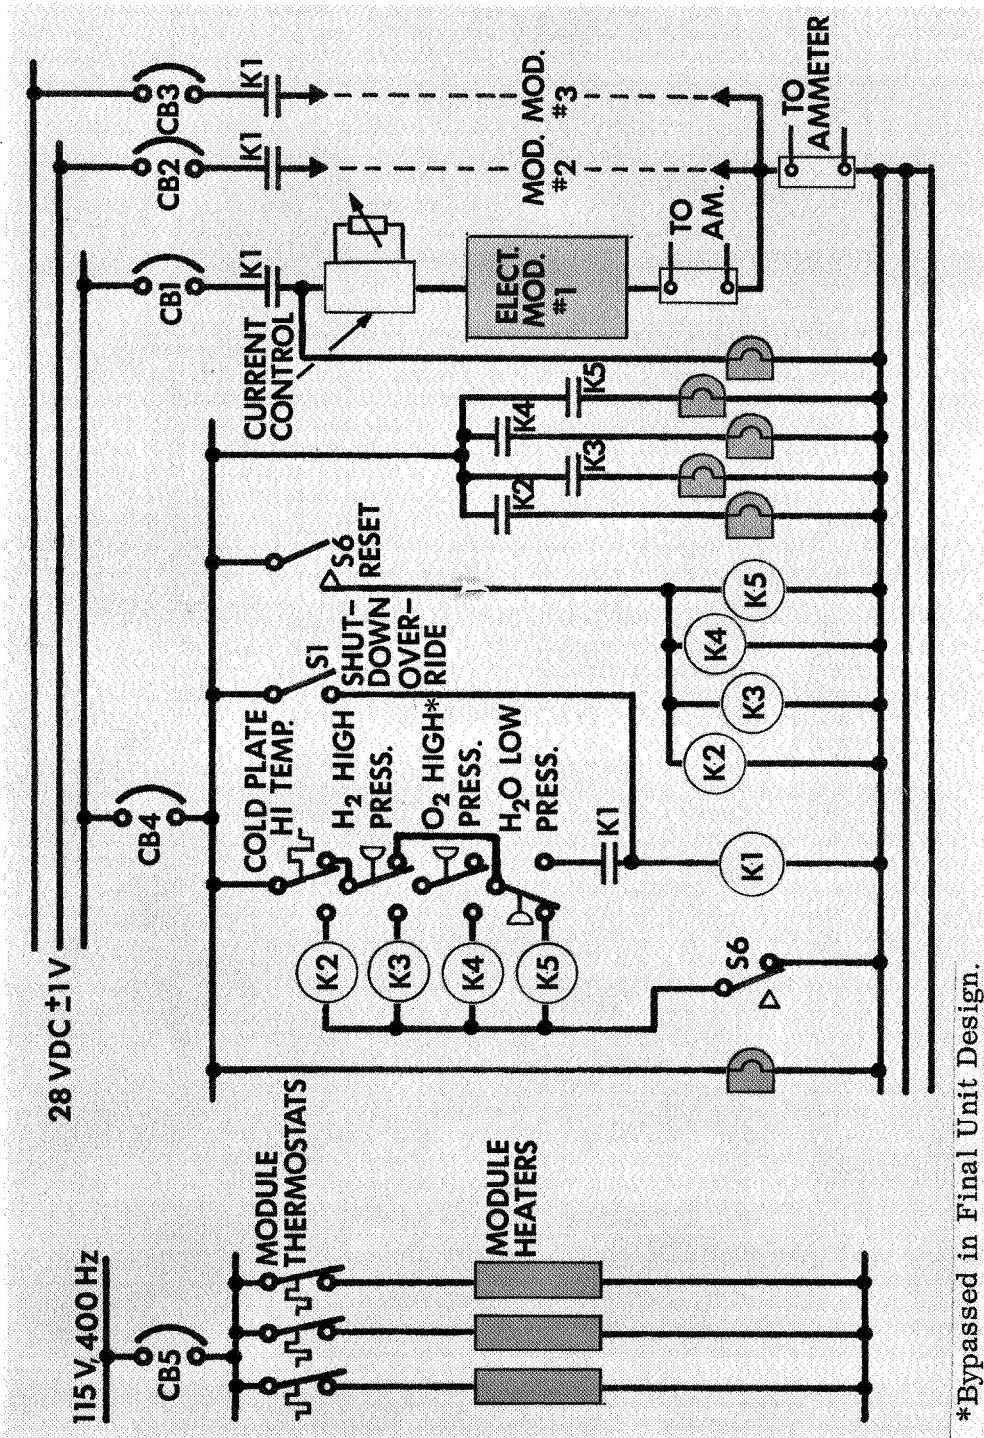 115 V, 400 Hz
CB5
MODULE
THERMOSTATS
MODULE
HEATERS
28 VDC ± 1 V
CB4
CB1
CB2
CB3
K1
K1
K1
COLD PLATE
HI TEMP.
H2 HIGH
PRESS.
O2 HIGH*
PRESS.
H2O LOW
PRESS.
K2
K3
K4
K5
K1
K1
S6
S1
SHUT-
DOWN
OVER-
RIDE
S6
RESET
K2
K3
K4
K5
K2
K3
K4
K5
CURRENT
CONTROL
ELECT.
MOD.
#1
MOD.
#2
MOD.
#3
TO
AM.
TO
AMMETER
*Bypassed in Final Unit Design.